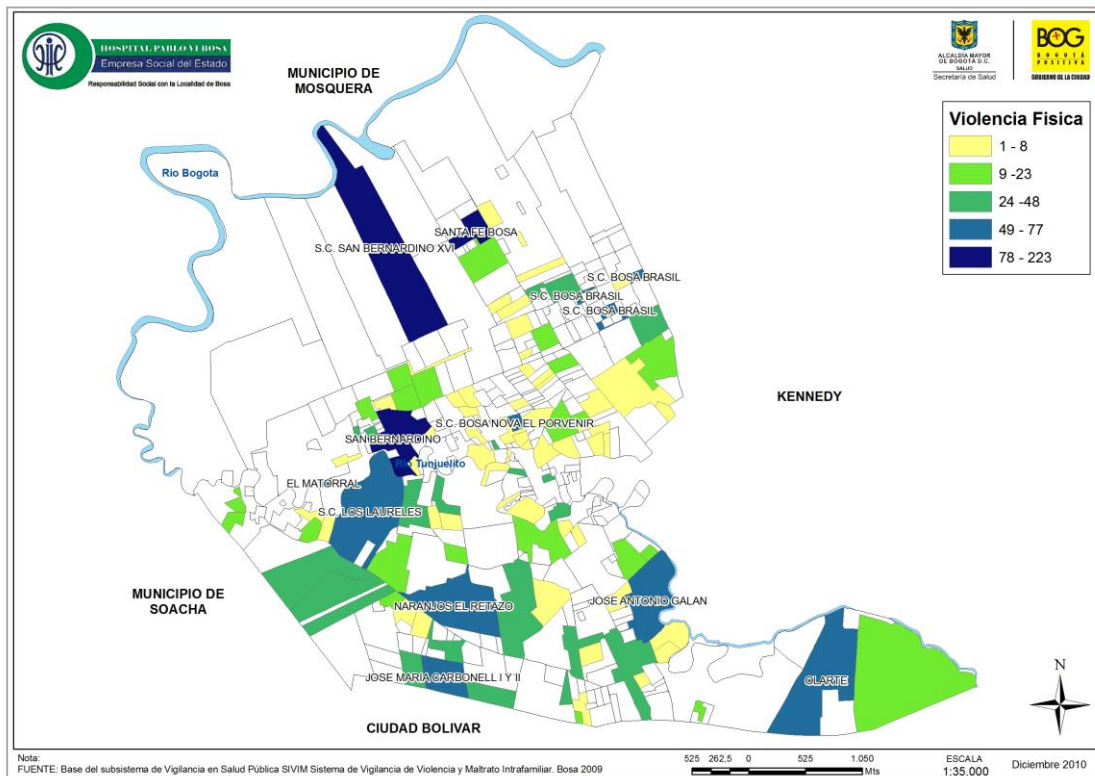 HOSPITAL PABLO VI BOSA
Empresa Social del Estado
Responsabilidad Social con la Localidad de Bosa
ALCALDÍA MAYOR
DE BOGOTÁ D.C.
SALUD
Secretaría de Salud
BOG
BOGOTÁ
POSITIVA
GOBIERNO DE LA CIUDAD
MUNICIPIO DE
MOSQUERA
Violencia Fisica
1 - 8
9 -23
24 -48
49 - 77
78 - 223
Rio Bogota
SANTA FE BOSA
S.C. SAN BERNARDINO XVI
S.C. BOSA BRASIL
S.C. BOSA BRASIL
S.C. BOSA BRASIL
KENNEDY
S.C. BOSA NOVA EL PORVENIR
SAN BERNARDINO
Rio Tunjuelito
EL MATORRAL
S.C. LOS LAURELES
MUNICIPIO DE
SOACHA
NARANJOS EL RETAZO
JOSE ANTONIO GALAN
JOSE MARIA CARBONELL I Y II
OLARTE
N
CIUDAD BOLIVAR
Nota:
FUENTE: Base del subsistema de Vigilancia en Salud Pública SIVIM Sistema de Vigilancia de Violencia y Maltrato Intrafamiliar. Bosa 2009
525 262,5 0 525 1.050
Mts
ESCALA
1:35.000
Diciembre 2010